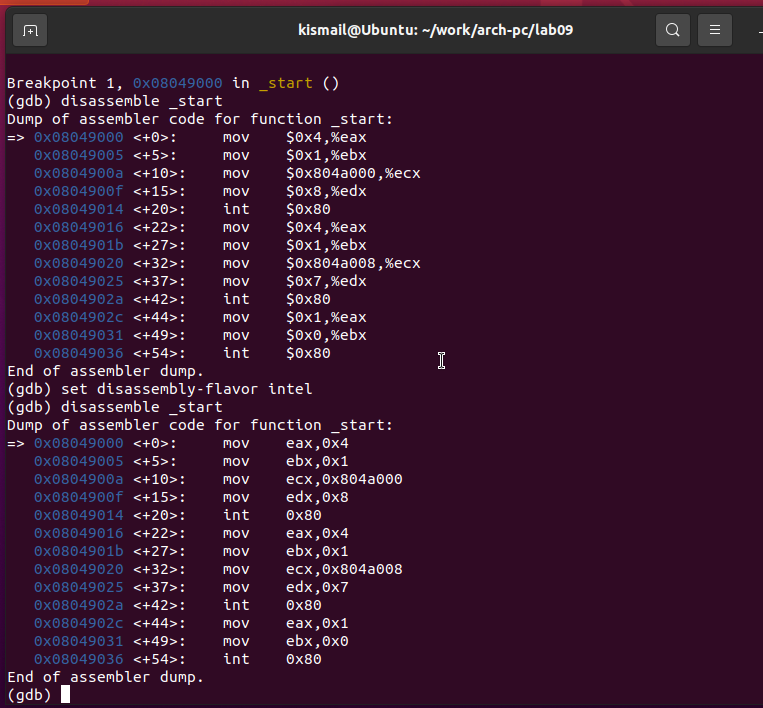 kismail@Ubuntu: ~/work/arch-pc/lab09
Breakpoint 1, 0x08049000 in _start ()
(gdb) disassemble _start
Dump of assembler code for function _start:
=> 0x08049000 <+0>:     mov    $0x4,%eax
   0x08049005 <+5>:     mov    $0x1,%ebx
   0x0804900a <+10>:    mov    $0x804a000,%ecx
   0x0804900f <+15>:    mov    $0x8,%edx
   0x08049014 <+20>:    int    $0x80
   0x08049016 <+22>:    mov    $0x4,%eax
   0x0804901b <+27>:    mov    $0x1,%ebx
   0x08049020 <+32>:    mov    $0x804a008,%ecx
   0x08049025 <+37>:    mov    $0x7,%edx
   0x0804902a <+42>:    int    $0x80
   0x0804902c <+44>:    mov    $0x1,%eax
   0x08049031 <+49>:    mov    $0x0,%ebx
   0x08049036 <+54>:    int    $0x80
End of assembler dump.
(gdb) set disassembly-flavor intel
(gdb) disassemble _start
Dump of assembler code for function _start:
=> 0x08049000 <+0>:     mov    eax,0x4
   0x08049005 <+5>:     mov    ebx,0x1
   0x0804900a <+10>:    mov    ecx,0x804a000
   0x0804900f <+15>:    mov    edx,0x8
   0x08049014 <+20>:    int    0x80
   0x08049016 <+22>:    mov    eax,0x4
   0x0804901b <+27>:    mov    ebx,0x1
   0x08049020 <+32>:    mov    ecx,0x804a008
   0x08049025 <+37>:    mov    edx,0x7
   0x0804902a <+42>:    int    0x80
   0x0804902c <+44>:    mov    eax,0x1
   0x08049031 <+49>:    mov    ebx,0x0
   0x08049036 <+54>:    int    0x80
End of assembler dump.
(gdb)